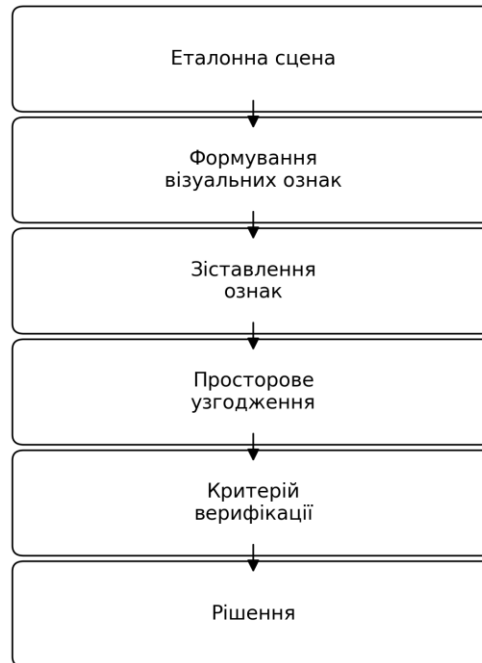 Еталонна сцена
Формування
візуальних ознак
Зіставлення
ознак
Просторове
узгодження
Критерій
верифікації
Рішення